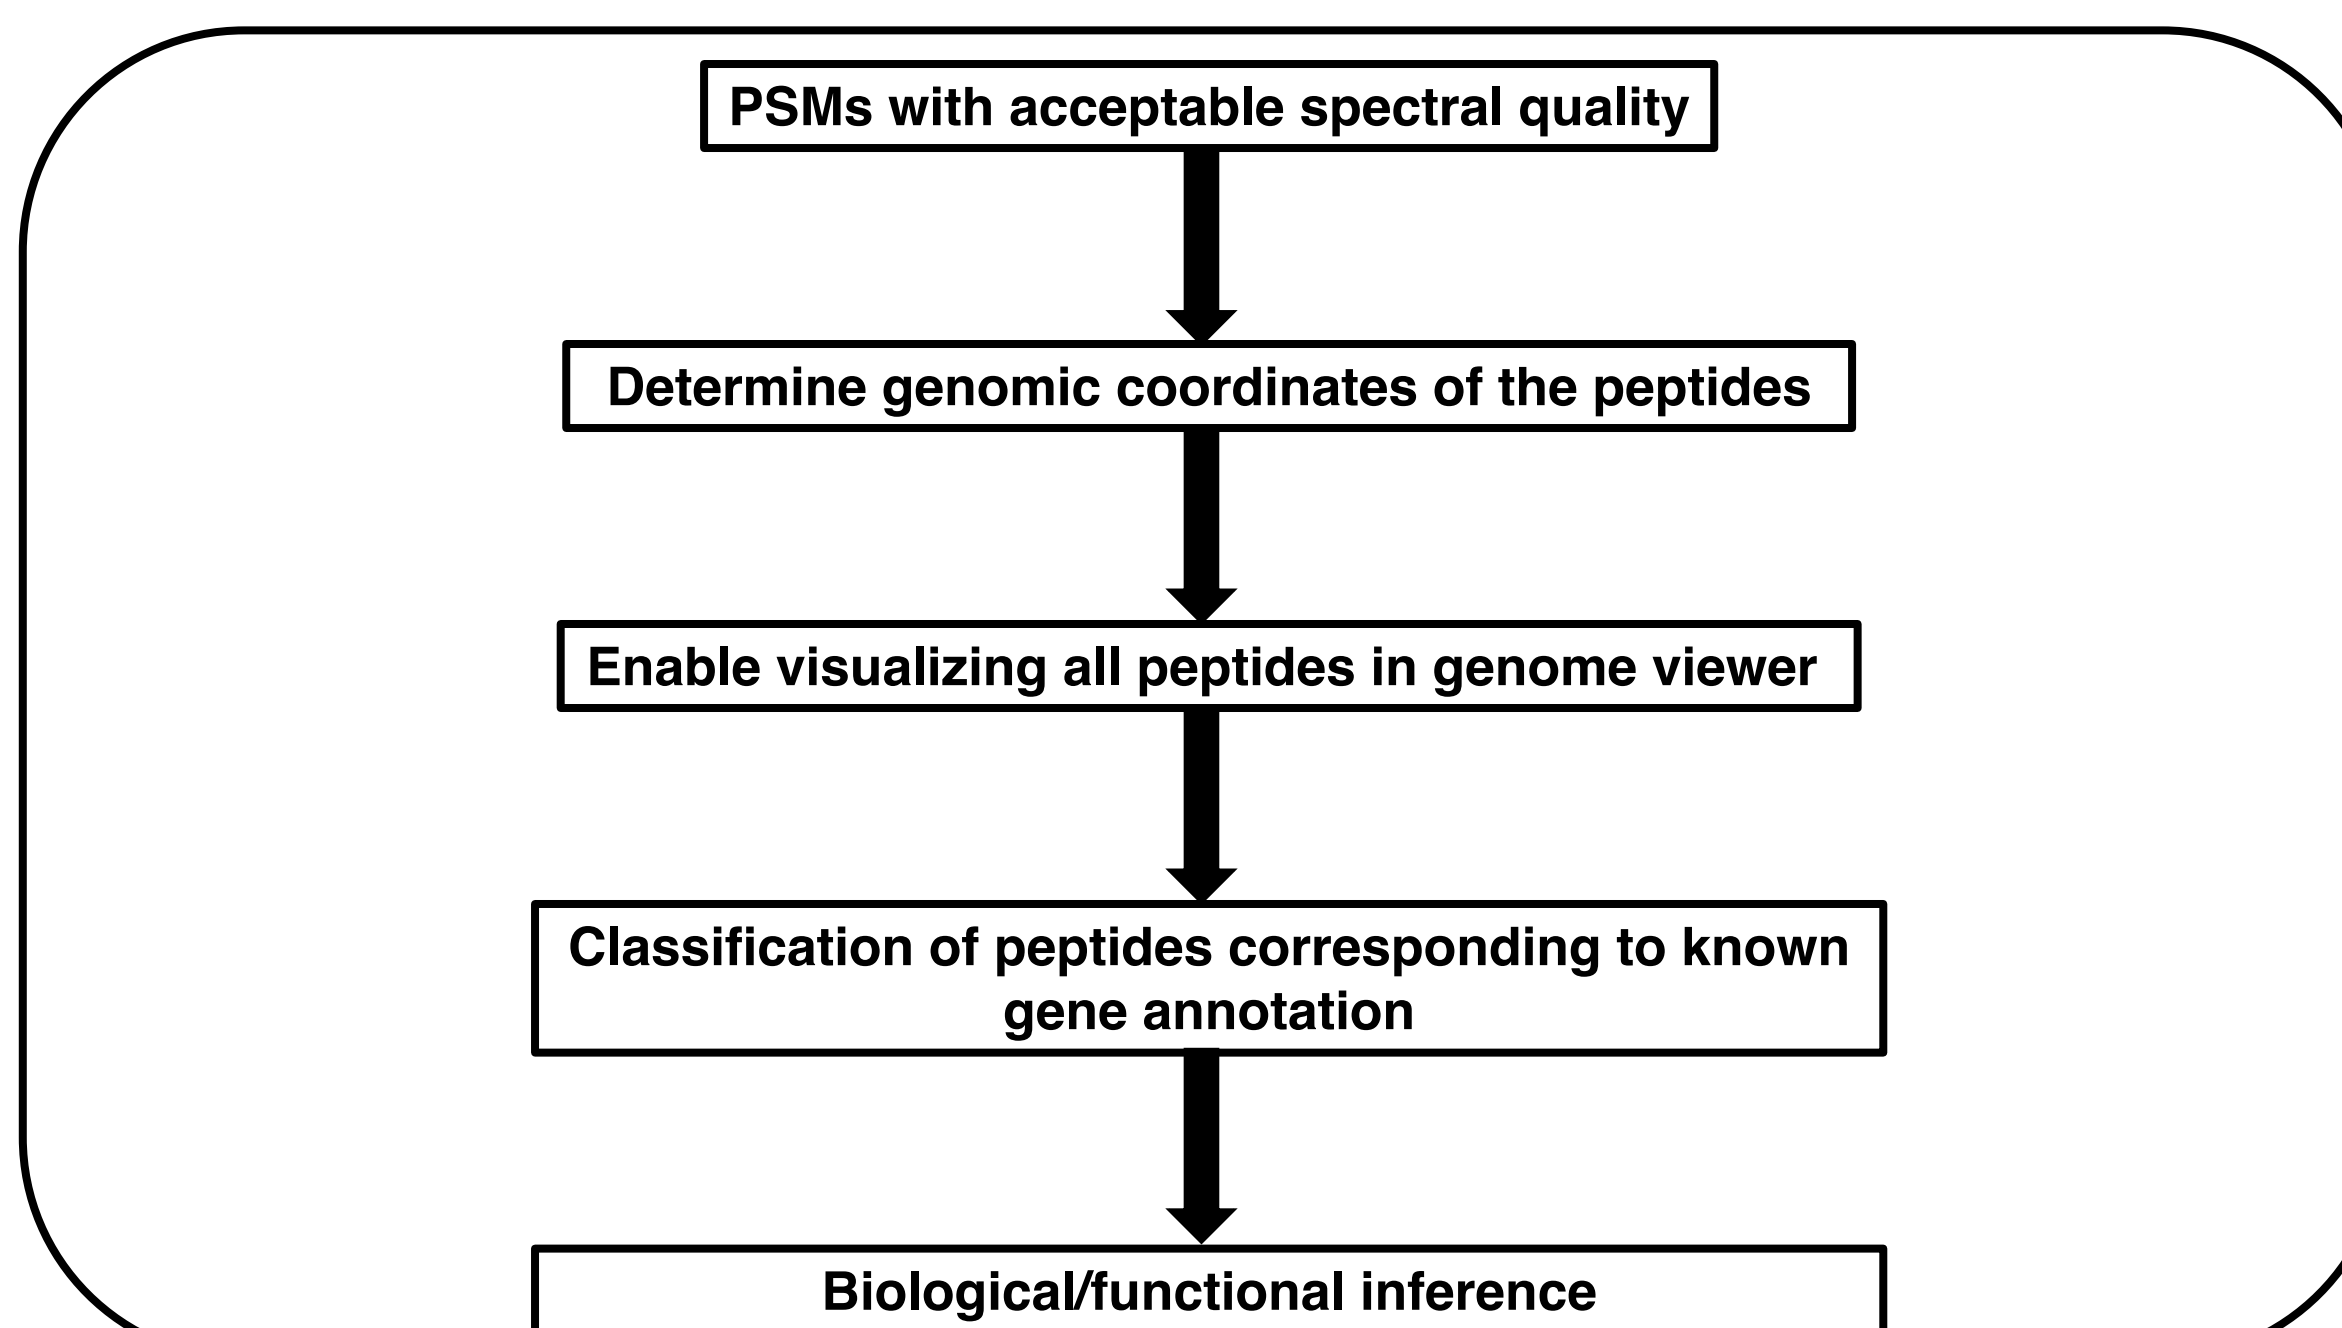 PSMs with acceptable spectral quality
Determine genomic coordinates of the peptides
Enable visualizing all peptides in genome viewer
Classification of peptides corresponding to known
gene annotation
Biological/functional inference